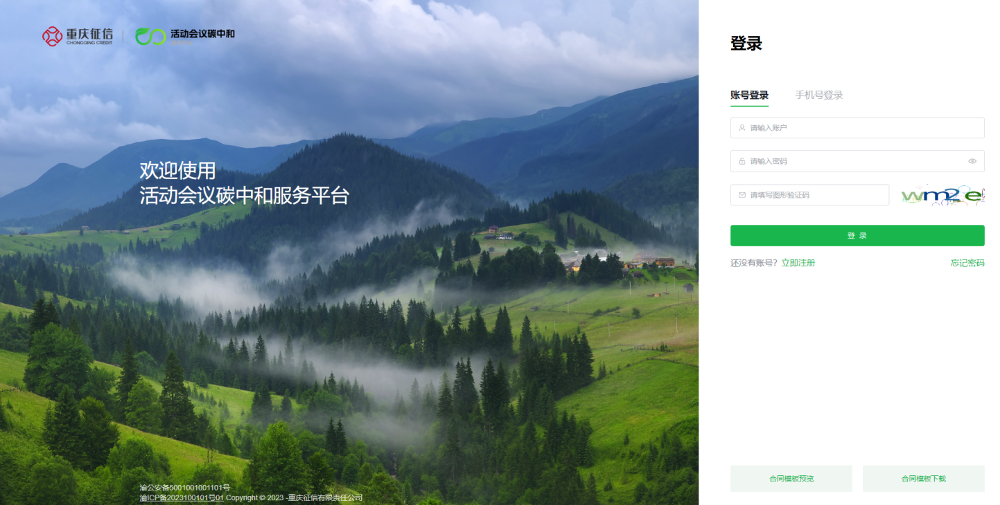 重庆征信
CHONGQING CREDIT
活动会议碳中和
欢迎使用
活动会议碳中和服务平台
渝公安备5001001001101号
渝ICP备2023100101号01 Copyright © 2023 -重庆征信有限责任公司
登录
账号登录 手机号登录
请输入账户
请输入密码
请填写图形验证码
登 录
还没有账号？立即注册 忘记密码
合同模板预览 合同模板下载